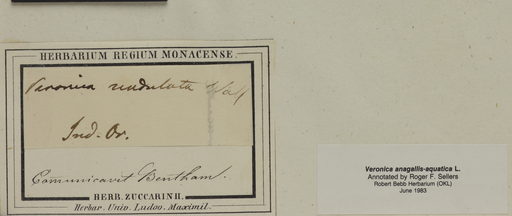 HERBARIUM REGIUM MONACENSE.
Veronica undulata Wall
Ind. Or.
Comunicavit Bentham.
HERB. ZUCCARINII.
Herbar. Univ. Ludov. Maximil.
Veronica anagallis-aquatica L.
Annotated by Roger F. Sellers
Robert Bebb Herbarium (OKL)
June 1983